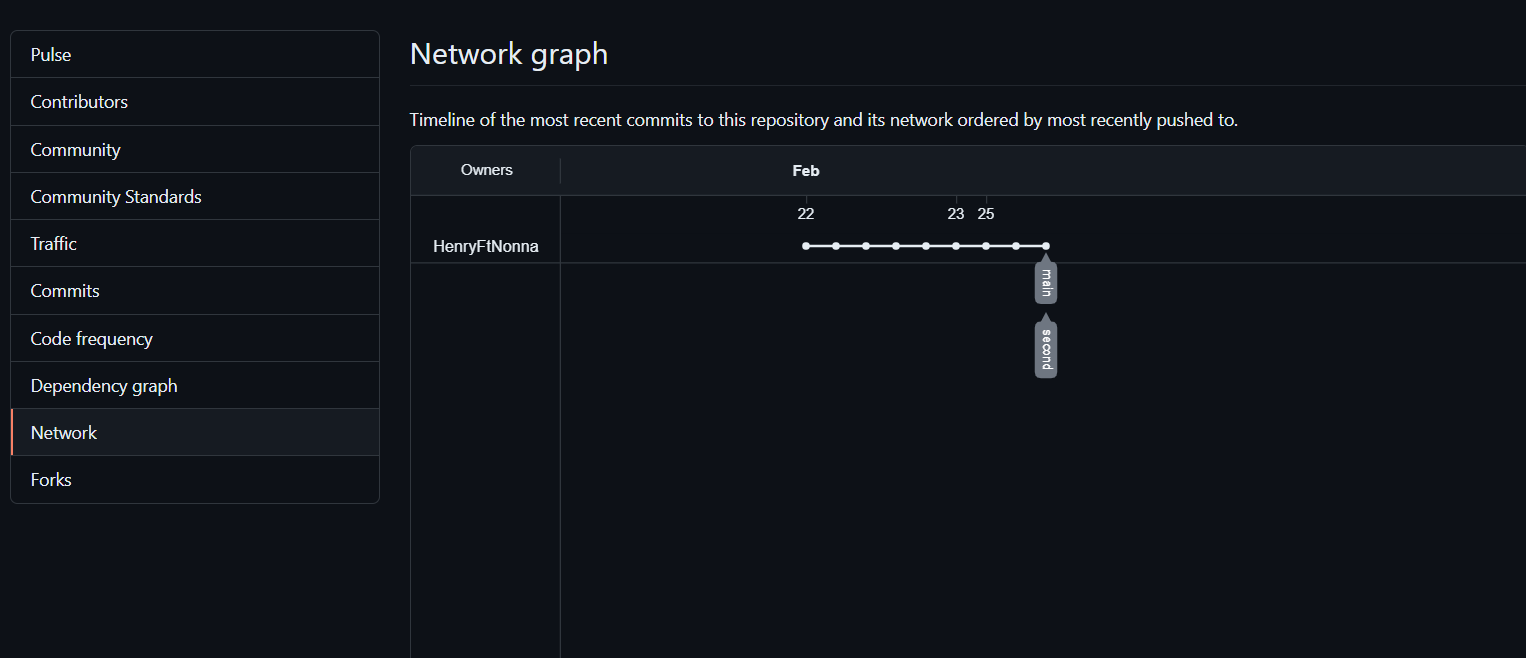 Pulse
Contributors
Community
Community Standards
Traffic
Commits
Code frequency
Dependency graph
Network
Forks
Network graph
Timeline of the most recent commits to this repository and its network ordered by most recently pushed to.
Owners
Feb
22 23 25
HenryFtNonna
main
second